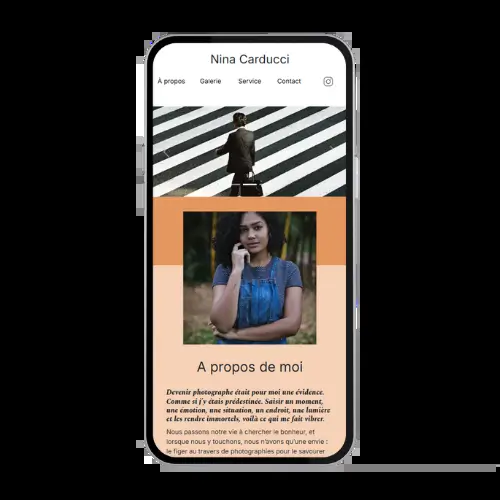 Nina Carducci
À propos Galerie Service Contact
A propos de moi
Devenir photographe était pour moi une évidence.
Comme si j'y étais prédestinée. Saisir un moment,
une émotion, une situation, un endroit, une lumière
et les rendre immortels, voilà ce qui me fait vibrer.
Nous passons notre vie à chercher le bonheur, et
lorsque nous y touchons, nous n'avons qu'une envie :
le figer au travers de photographies pour le savourer